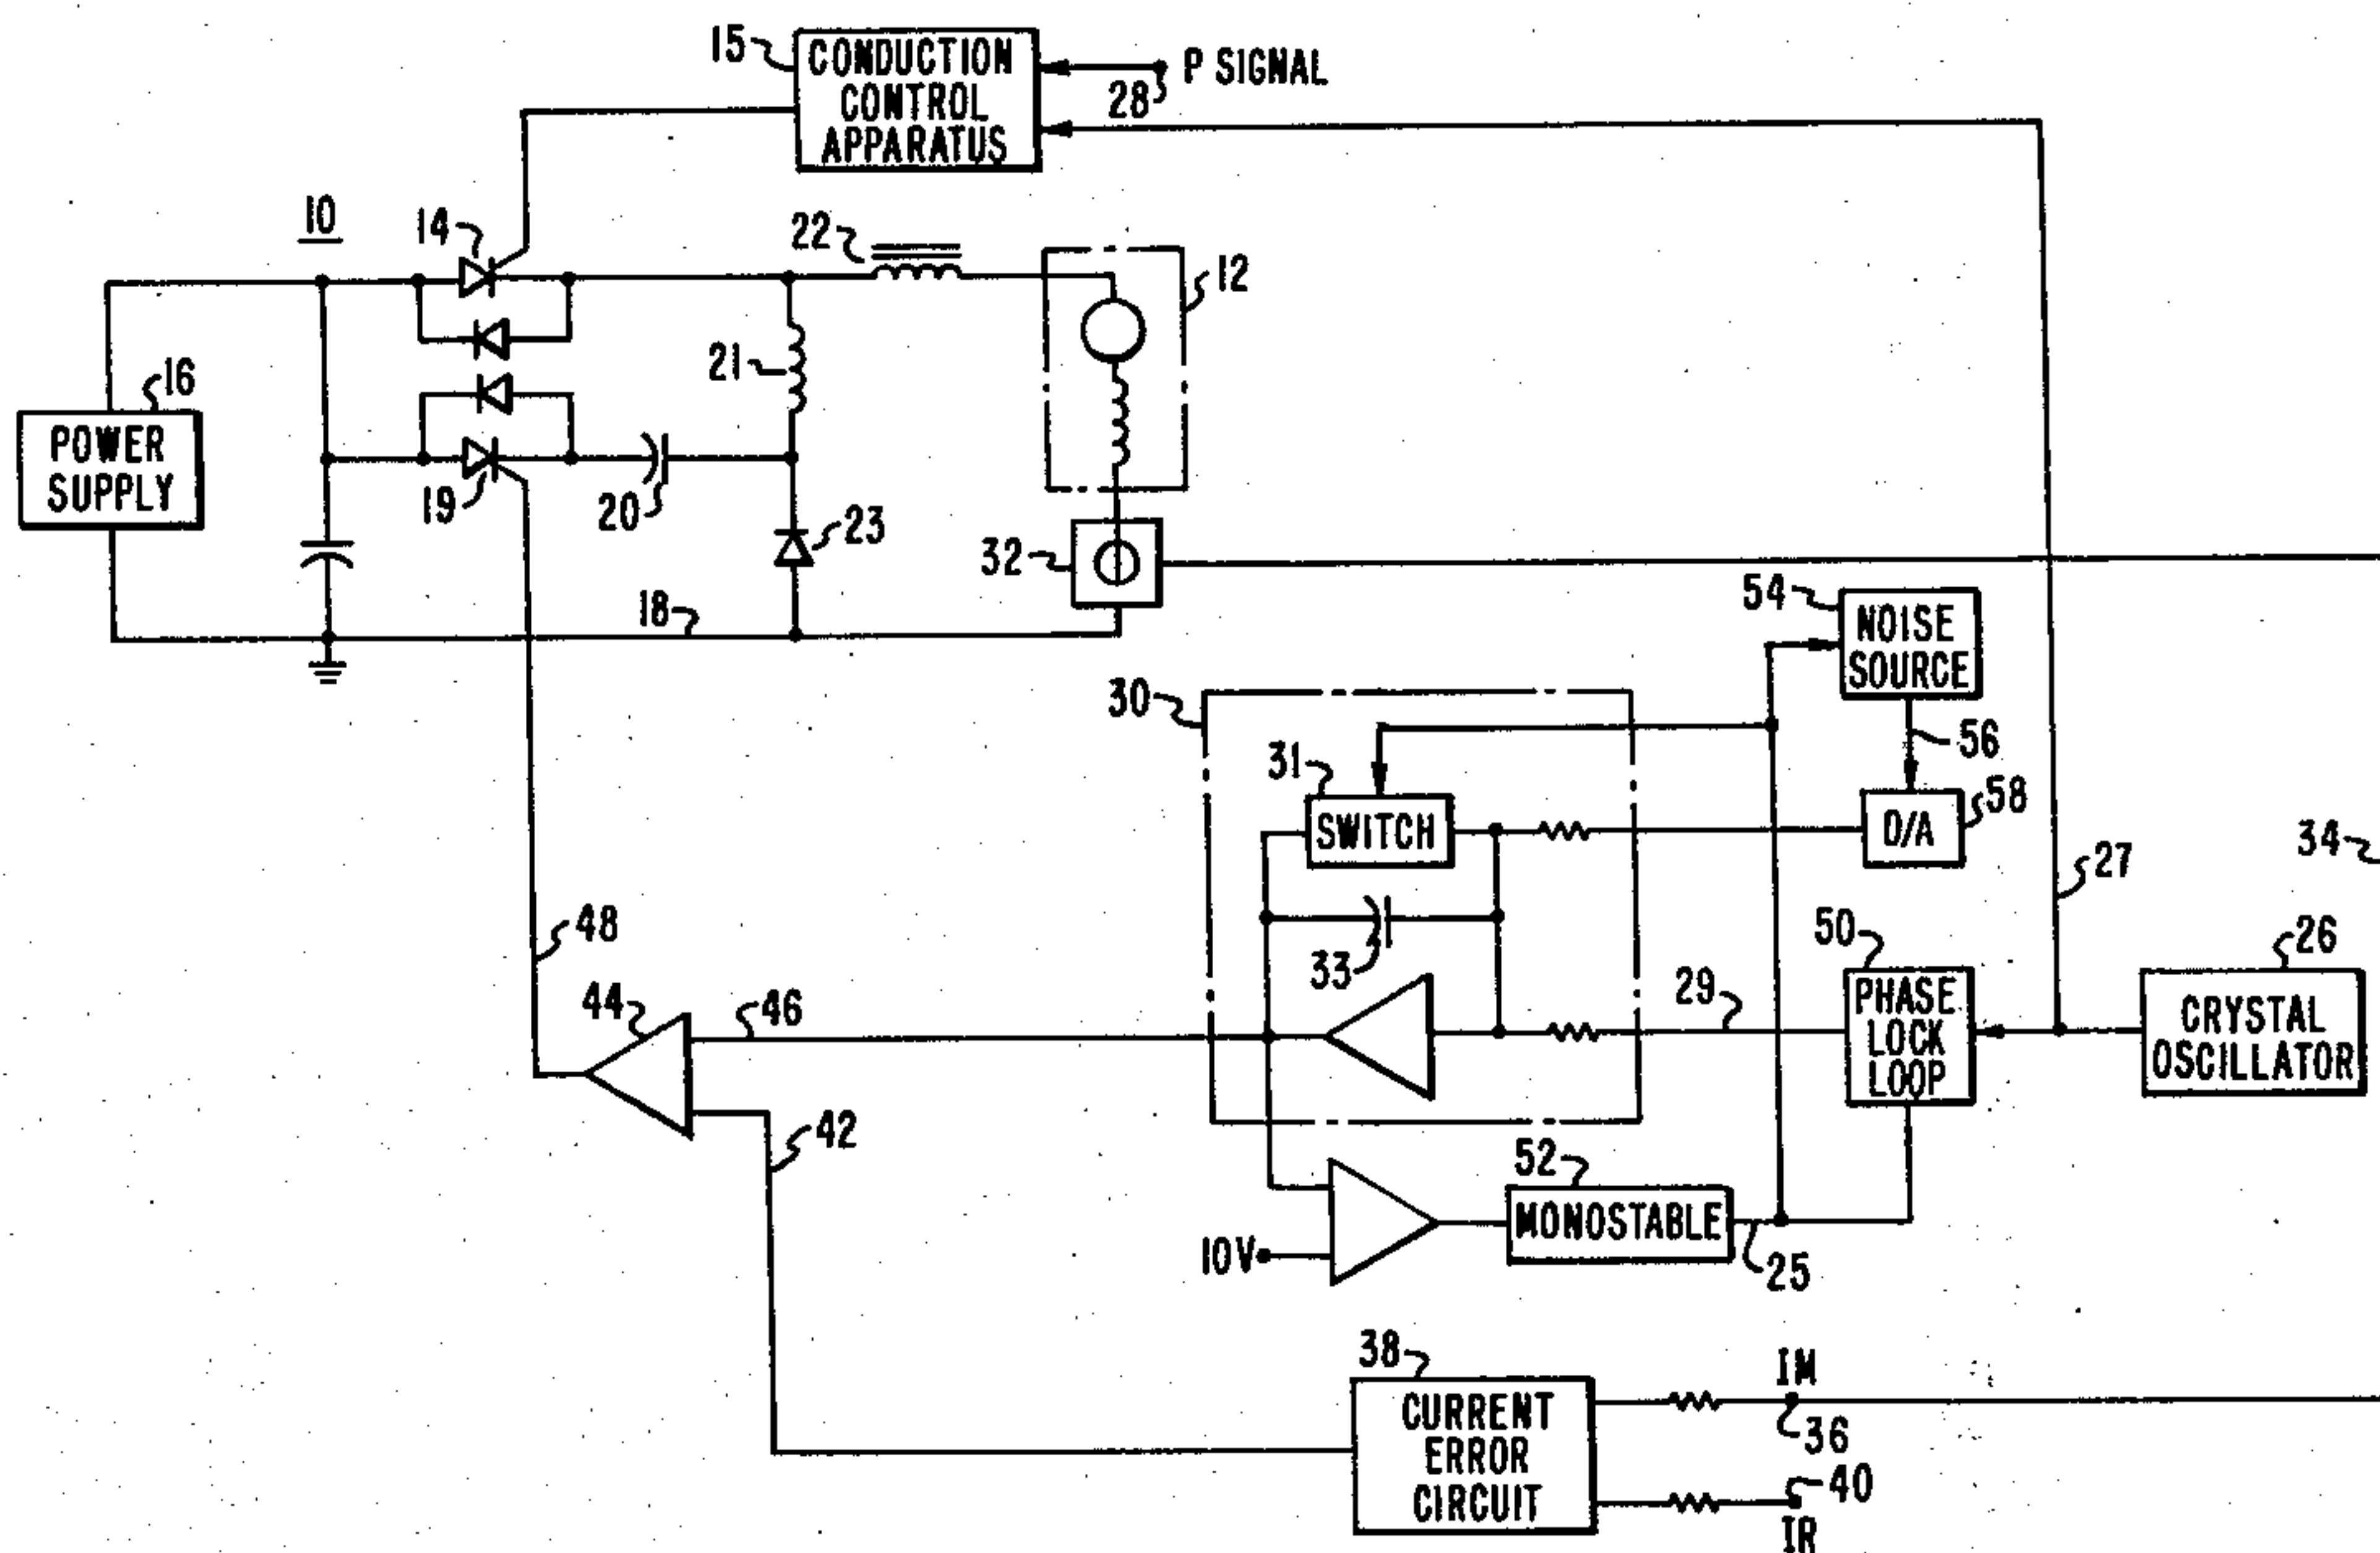 15
CONDUCTION
CONTROL
APPARATUS
P SIGNAL
28
10
14
22
12
16
POWER
SUPPLY
21
19
20
23
32
18
54
NOISE
SOURCE
30
56
31
SWITCH
58
D/A
34
27
33
48
50
PHASE
LOCK
LOOP
29
26
CRYSTAL
OSCILLATOR
44
46
42
52
MONOSTABLE
10V
25
38
CURRENT
ERROR
CIRCUIT
IM
36
40
IR